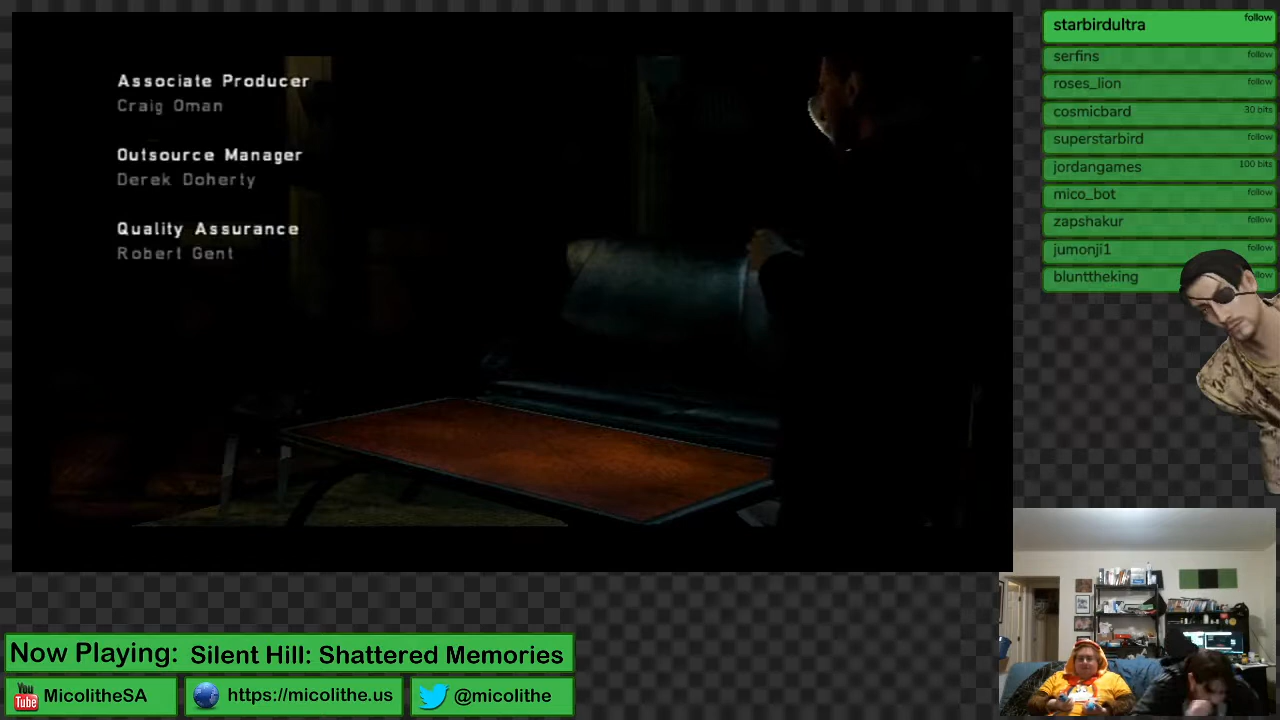 Associate Producer
Craig Oman
Outsource Manager
Derek Doherty
Quality Assurance
Robert Gent
starbirdultra follow
serfins follow
roses_lion follow
cosmicbard 30 bits
superstarbird follow
jordangames 100 bits
mico_bot follow
zapshakur follow
jumonji1 follow
blunttheking
Now Playing: Silent Hill: Shattered Memories
You Tube MicolitheSA
https://micolithe.us
@micolithe